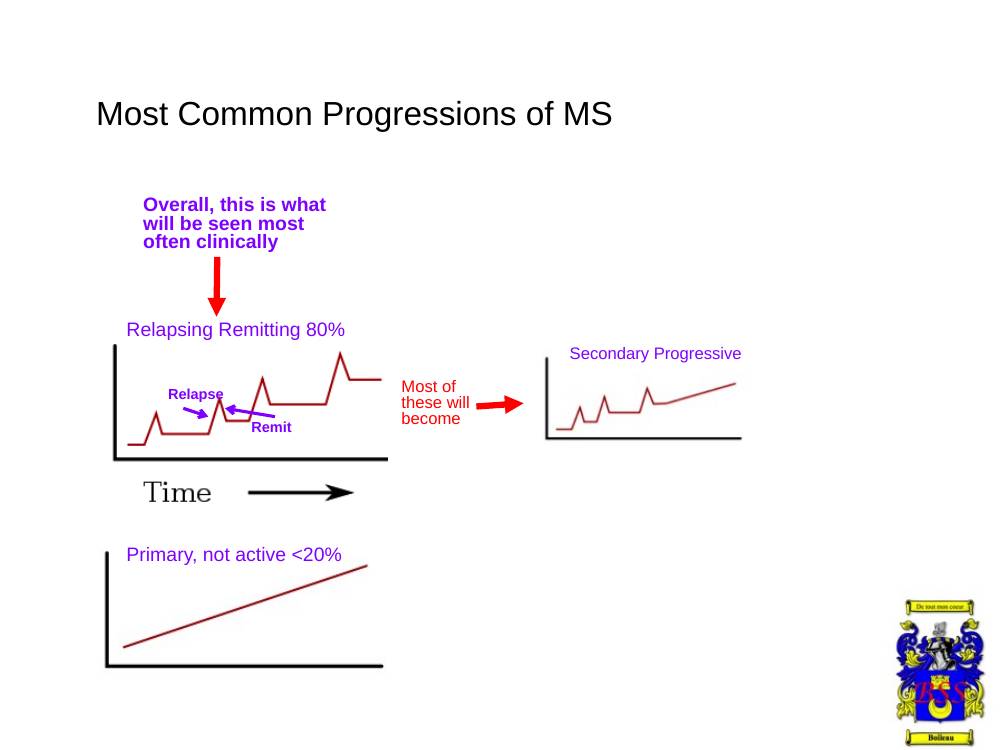 Most Common Progressions of MS
Overall, this is what
will be seen most
often clinically
Relapsing Remitting 80%
Relapse
Remit
Most of
these will
become
Secondary Progressive
Time
Primary, not active <20%
De tout mon coeur
BSS
Boileau